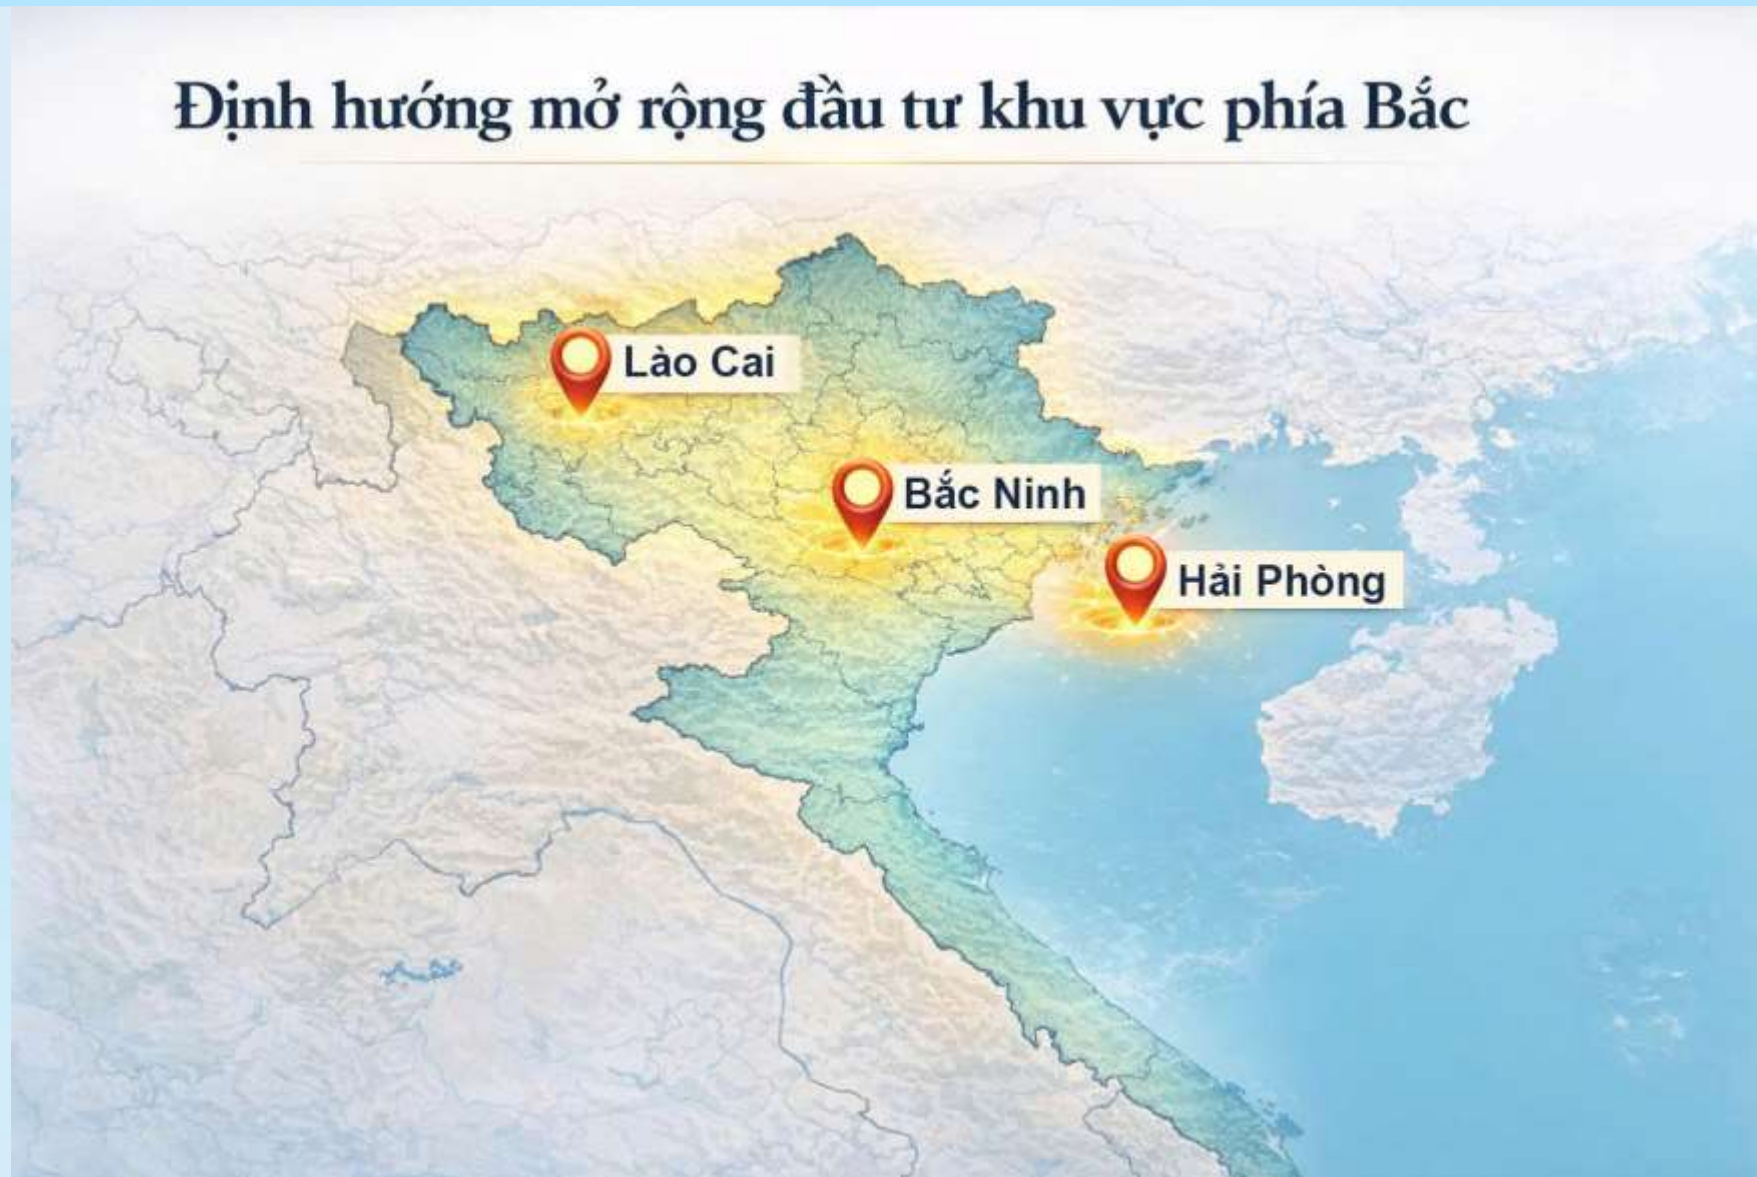 Định hướng mở rộng đầu tư khu vực phía Bắc
Lào Cai
Bắc Ninh
Hải Phòng